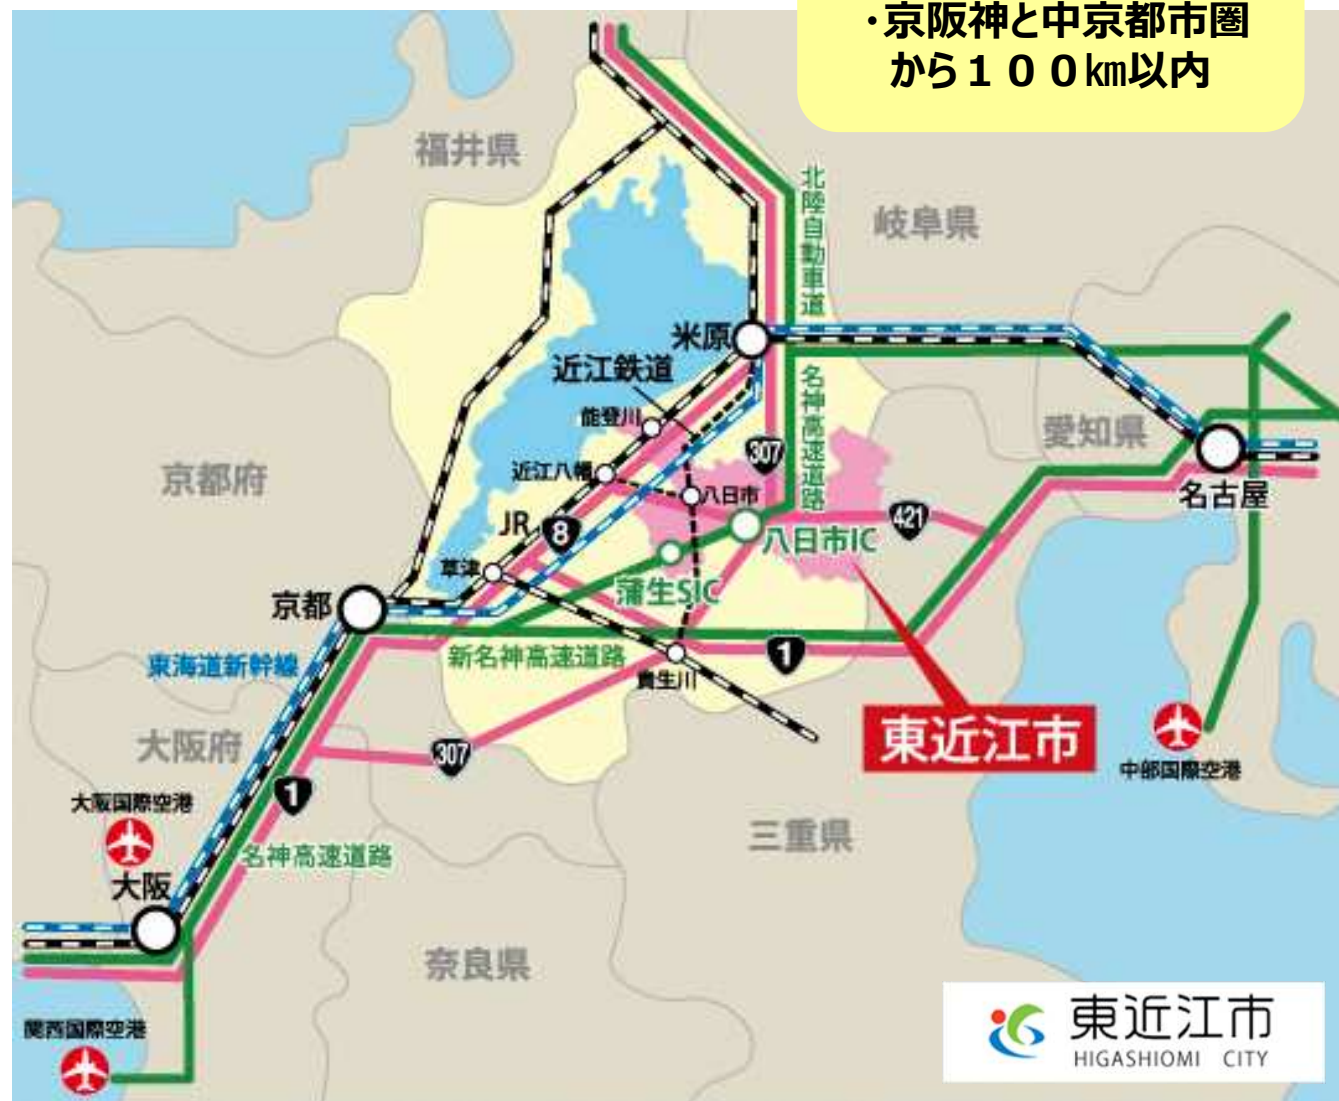 ・京阪神と中京都市圏
から１００㎞以内
福井県
北陸自動車道
岐阜県
米原
近江鉄道
名神高速道路
能登川
愛知県
307
京都府
近江八幡
八日市
名古屋
JR
8
421
八日市IC
草津
蒲生SIC
京都
新名神高速道路
1
東海道新幹線
貴生川
東近江市
大阪府
307
中部国際空港
1
大阪国際空港
三重県
名神高速道路
大阪
奈良県
関西国際空港
東近江市
HIGASHIOMI CITY